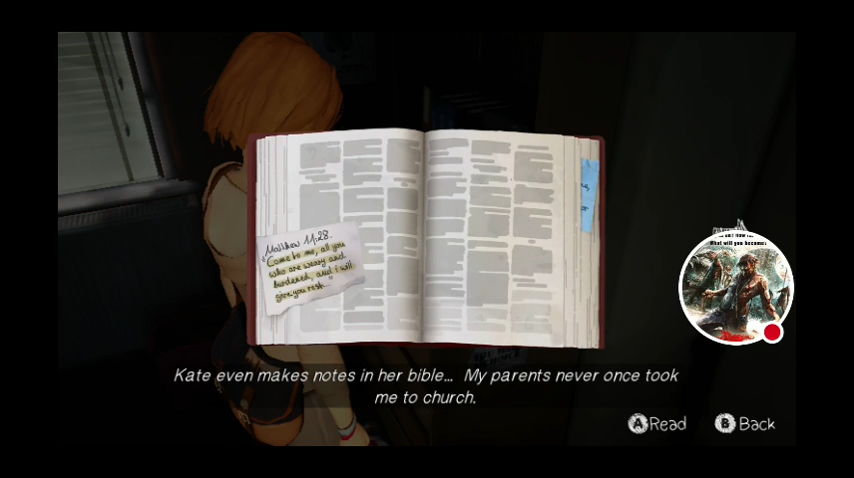 Matthew 11:28.
Come to me, all you
who are weary and
burdened, and i will
give you rest...
What will you become?
Kate even makes notes in her bible... My parents never once took
me to church.
A Read B Back